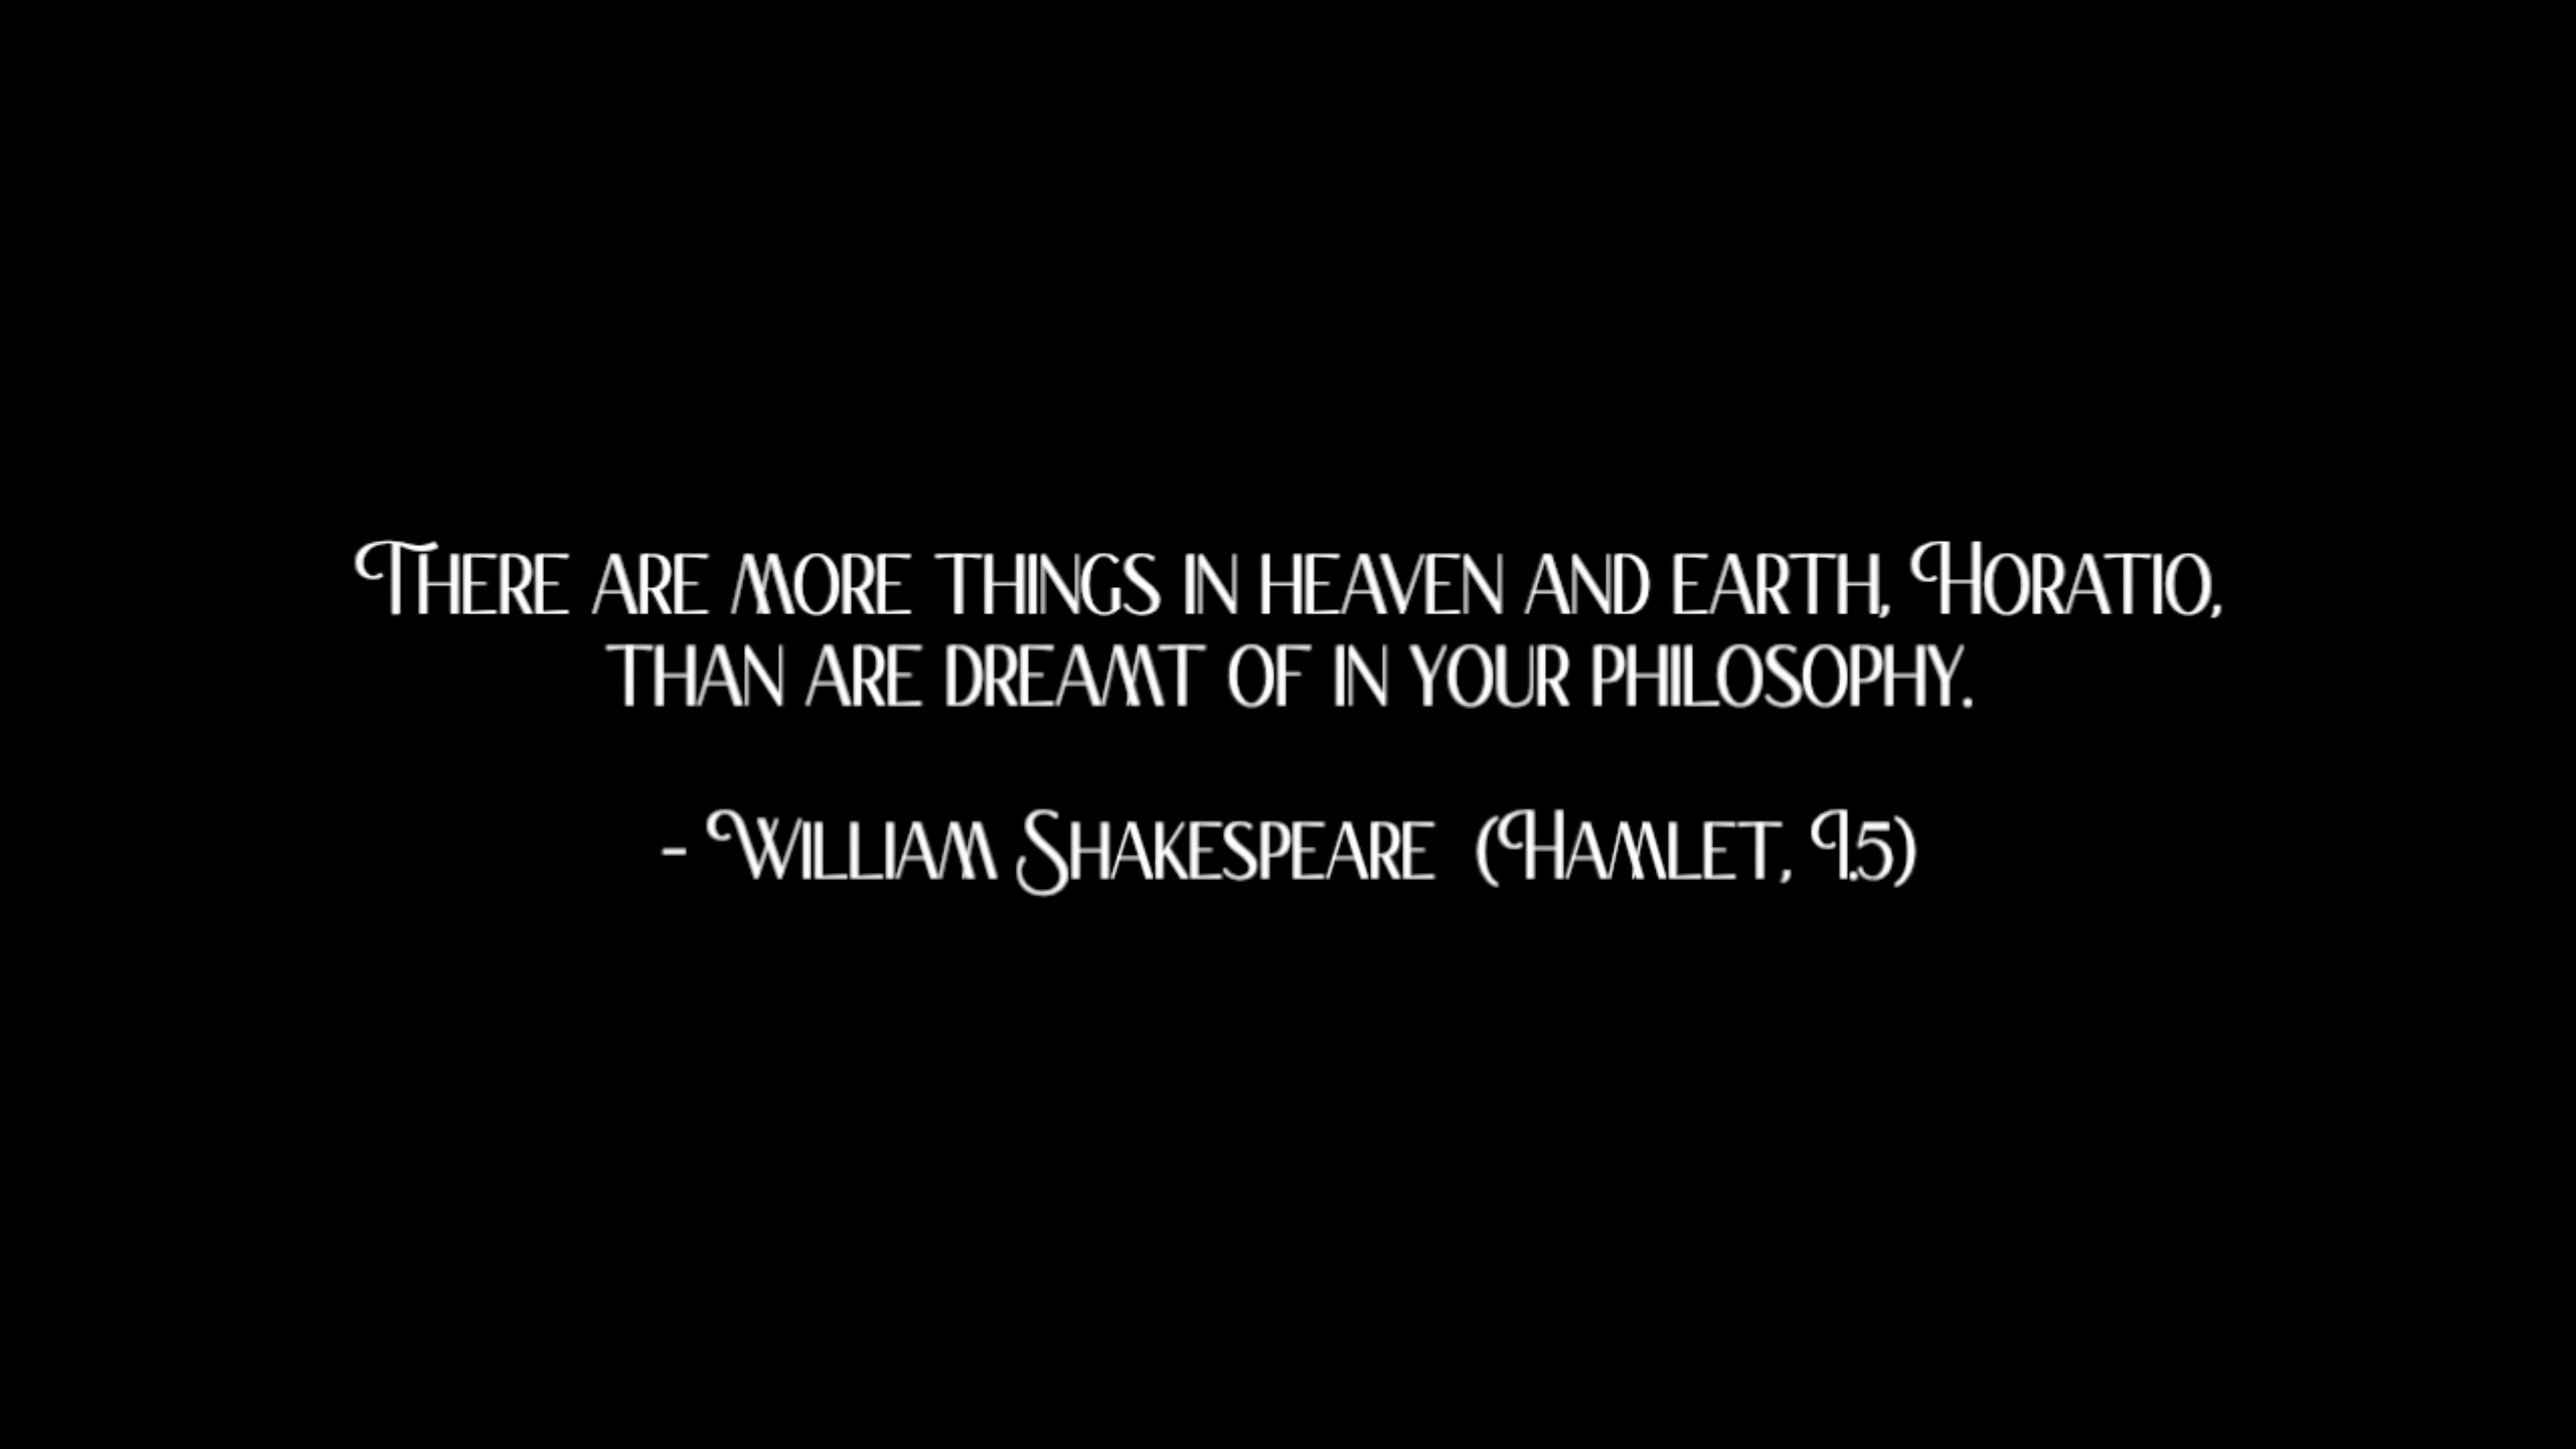 There are more things in heaven and earth, Horatio,
than are dreamt of in your philosophy.
- William Shakespeare (Hamlet, I.5)